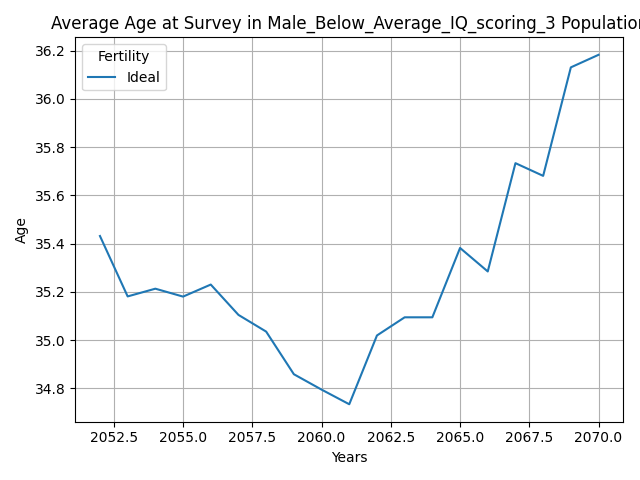 Average Age at Survey in Male_Below_Average_IQ_scoring_3 Population
Fertility
Ideal
36.2
36.0
35.8
35.6
35.4
35.2
35.0
34.8
Age
2052.5 2055.0 2057.5 2060.0 2062.5 2065.0 2067.5 2070.0
Years